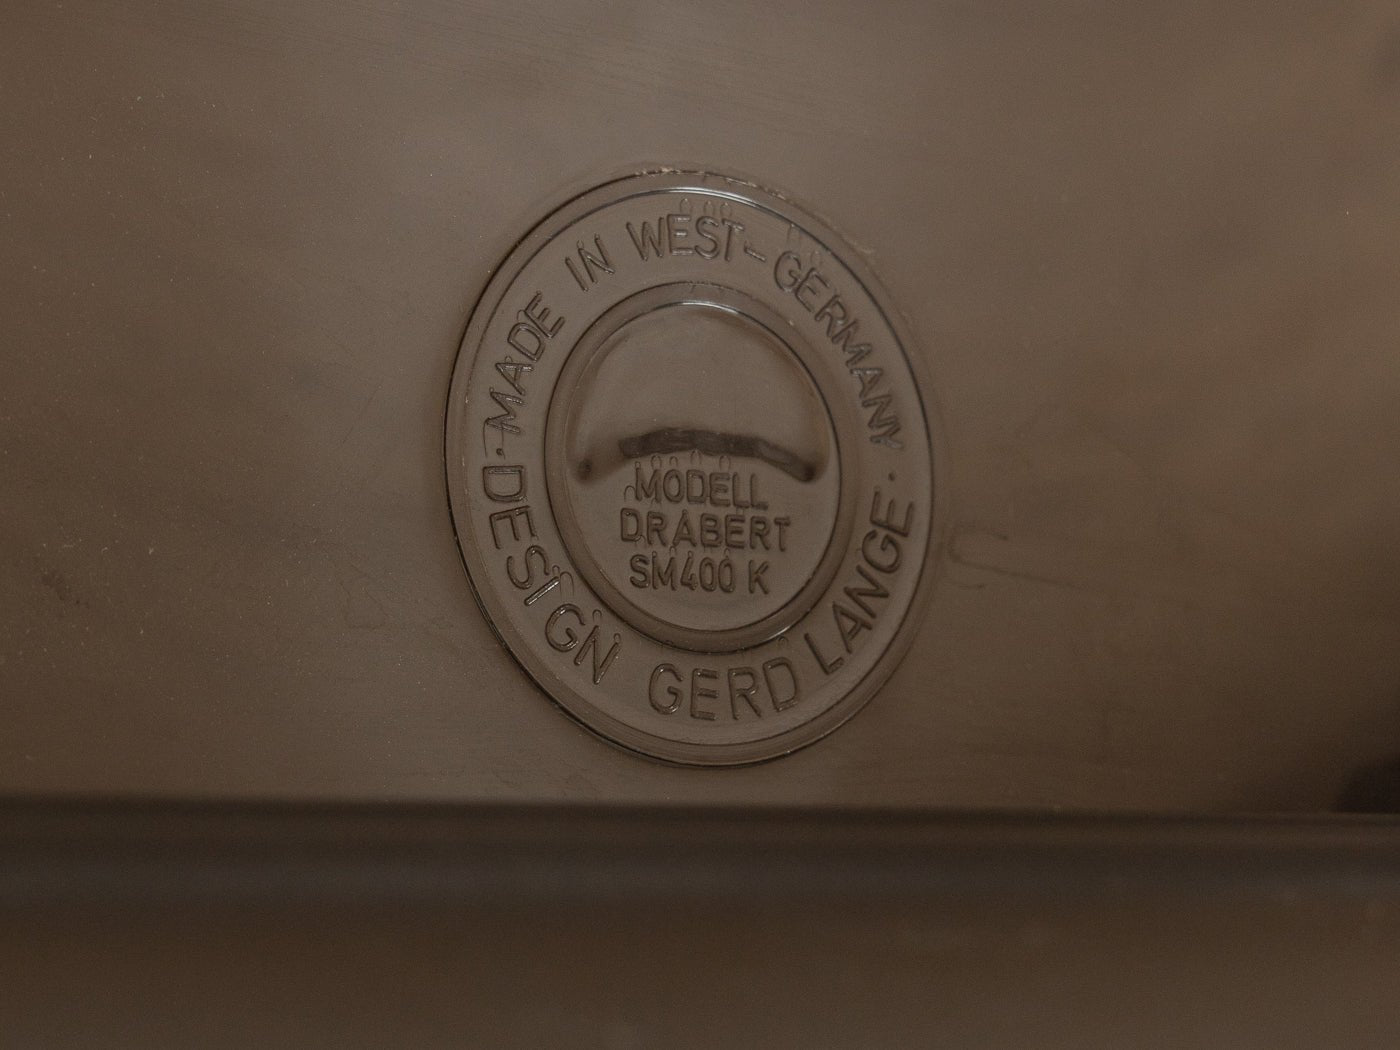 · MADE IN WEST-GERMANY ·
DESIGN GERD LANGE
MODELL
DRABERT
SM400 K